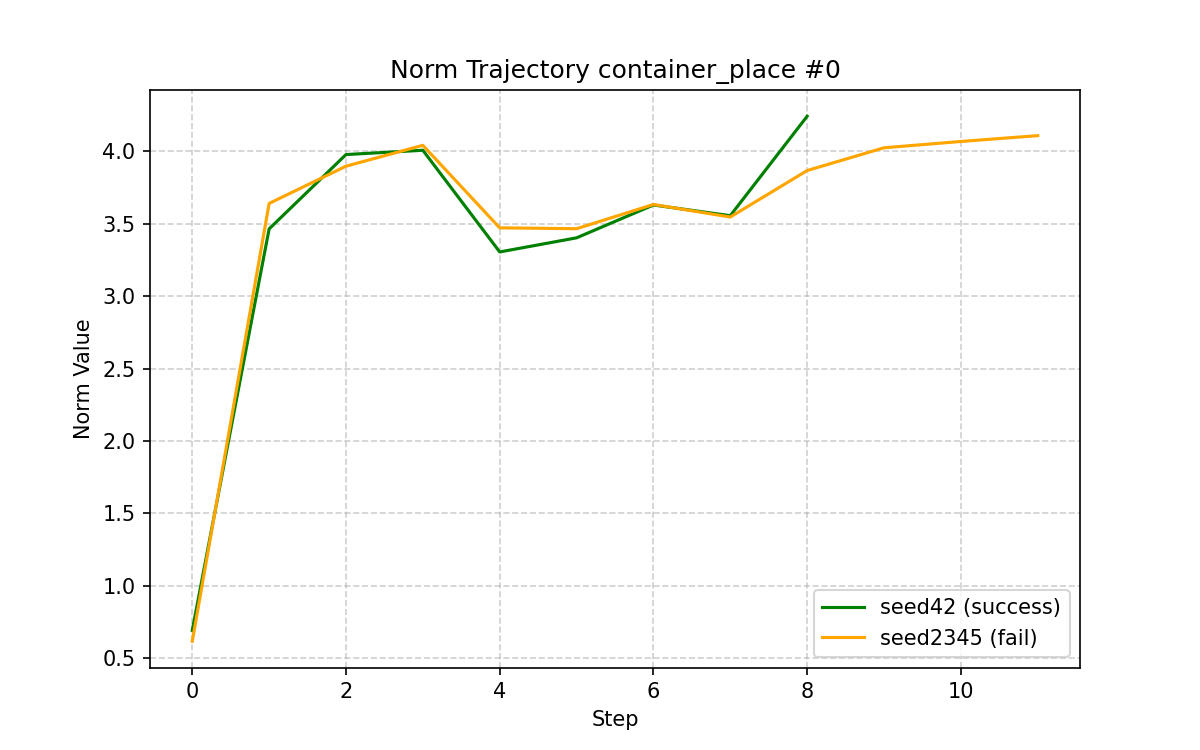 Norm Trajectory container_place #0
Norm Value
4.0
3.5
3.0
2.5
2.0
1.5
1.0
0.5
seed42 (success)
seed2345 (fail)
0 2 4 6 8 10
Step